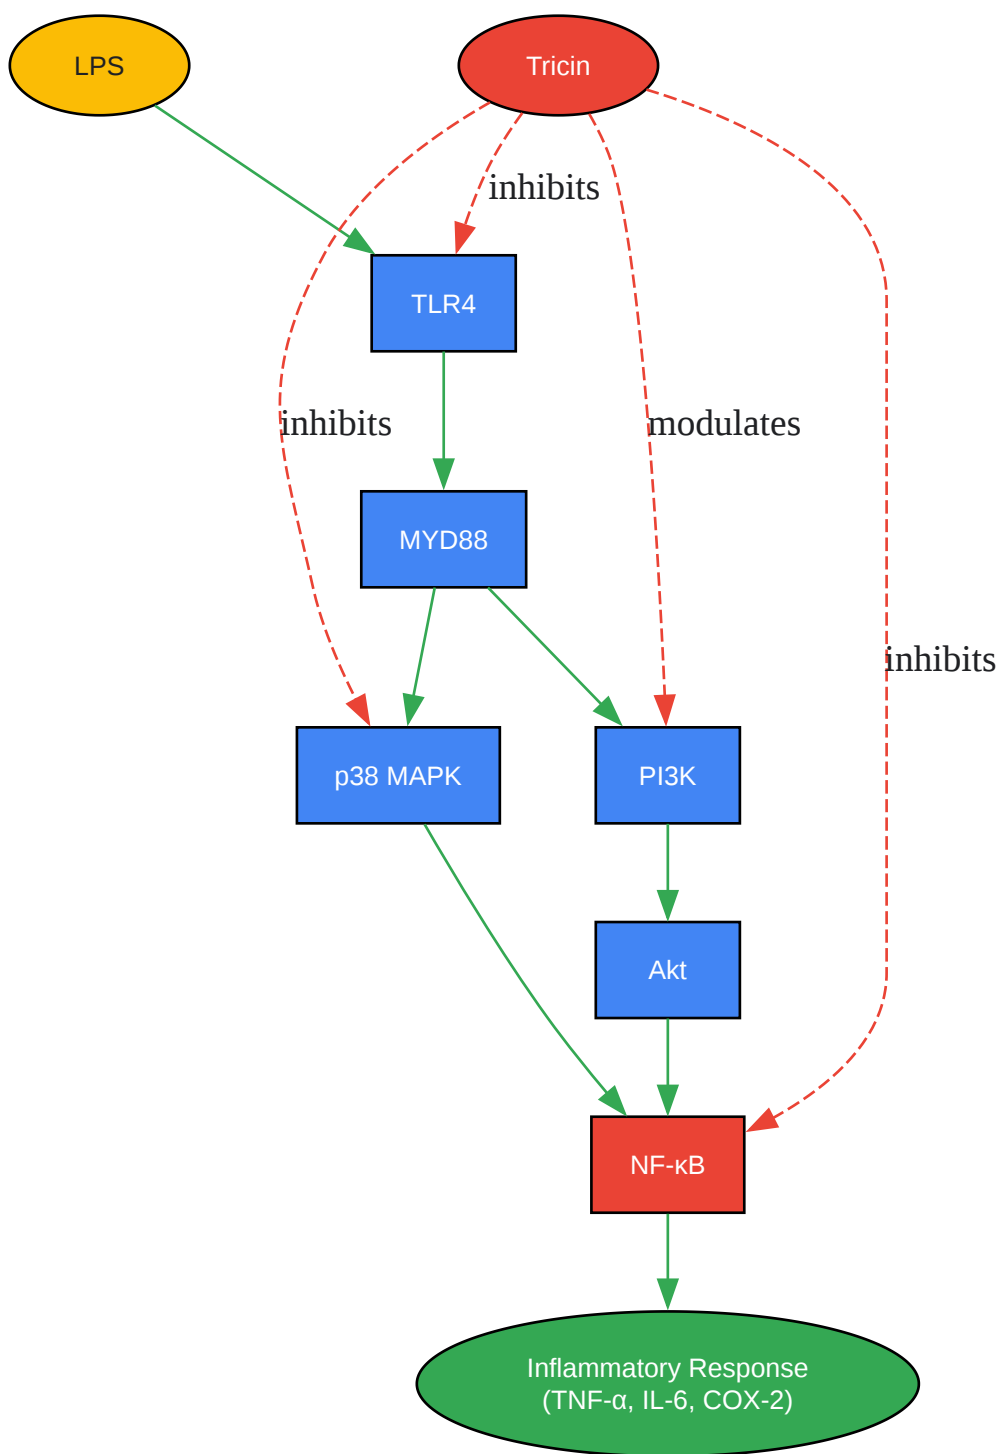 LPS
Tricin
inhibits
TLR4
inhibits
modulates
MYD88
inhibits
p38 MAPK
PI3K
Akt
NF-κB
Inflammatory Response
(TNF-α, IL-6, COX-2)